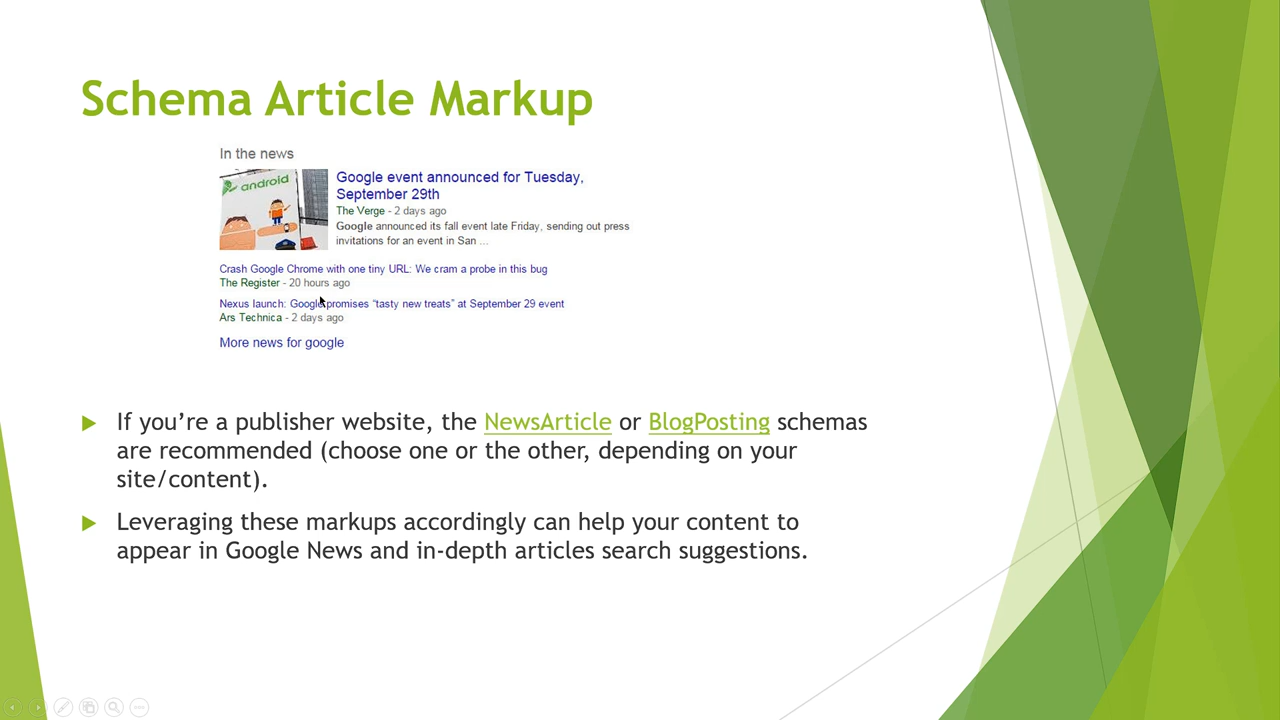 Schema Article Markup
In the news
android
Google event announced for Tuesday,
September 29th
The Verge - 2 days ago
Google announced its fall event late Friday, sending out press
invitations for an event in San ...
Crash Google Chrome with one tiny URL: We cram a probe in this bug
The Register - 20 hours ago
Nexus launch: Google promises “tasty new treats” at September 29 event
Ars Technica - 2 days ago
More news for google
If you’re a publisher website, the NewsArticle or BlogPosting schemas
are recommended (choose one or the other, depending on your
site/content).
Leveraging these markups accordingly can help your content to
appear in Google News and in-depth articles search suggestions.